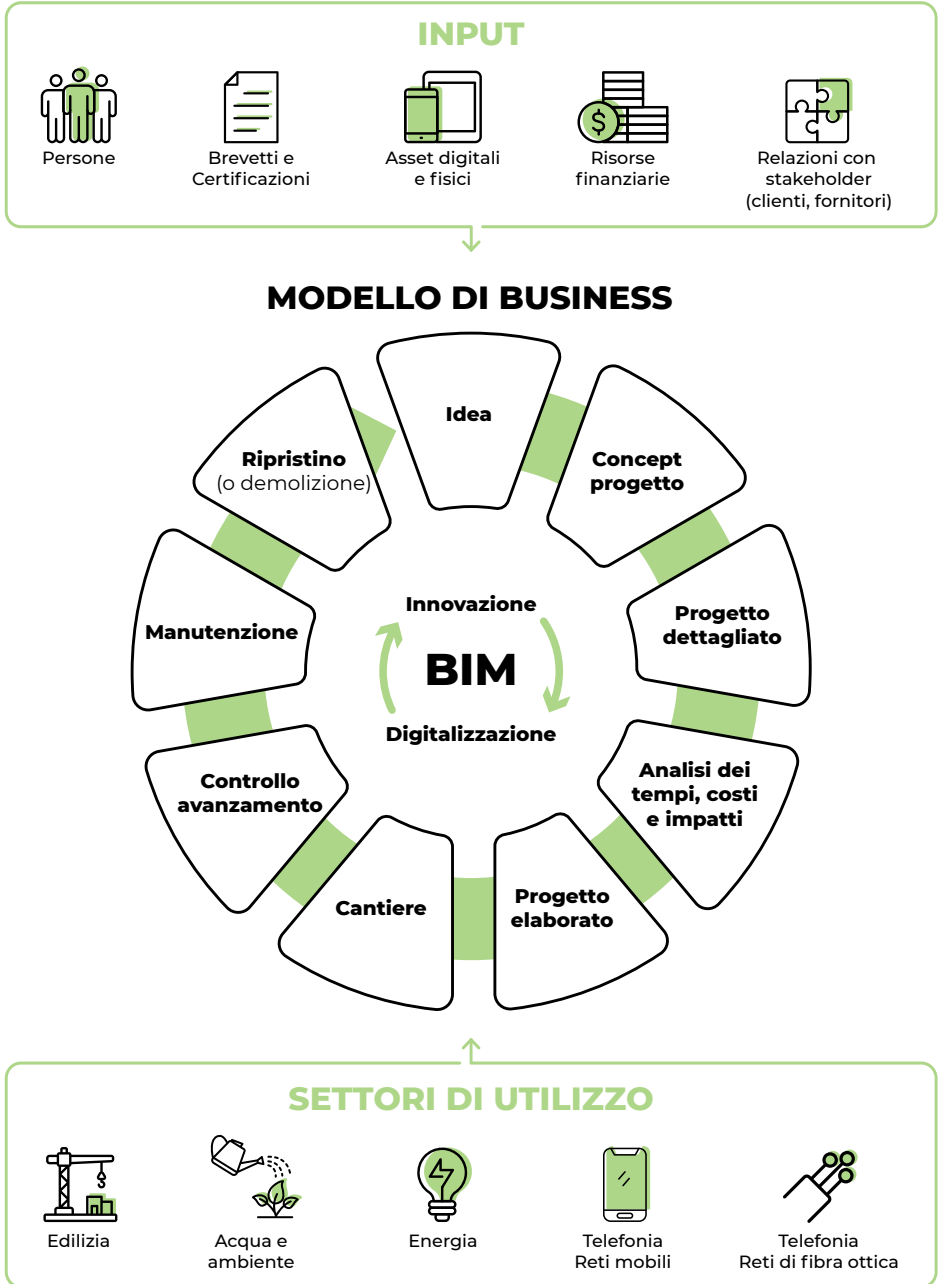 INPUT
Persone
Brevetti e
Certificazioni
Asset digitali
e fisici
$
Risorse
finanziarie
Relazioni con
stakeholder
(clienti, fornitori)
MODELLO DI BUSINESS
Idea
Concept
progetto
Progetto
dettagliato
Analisi dei
tempi, costi
e impatti
Progetto
elaborato
Cantiere
Controllo
avanzamento
Manutenzione
Ripristino
(o demolizione)
Innovazione
BIM
Digitalizzazione
SETTORI DI UTILIZZO
Edilizia
Acqua e
ambiente
Energia
Telefonia
Reti mobili
Telefonia
Reti di fibra ottica